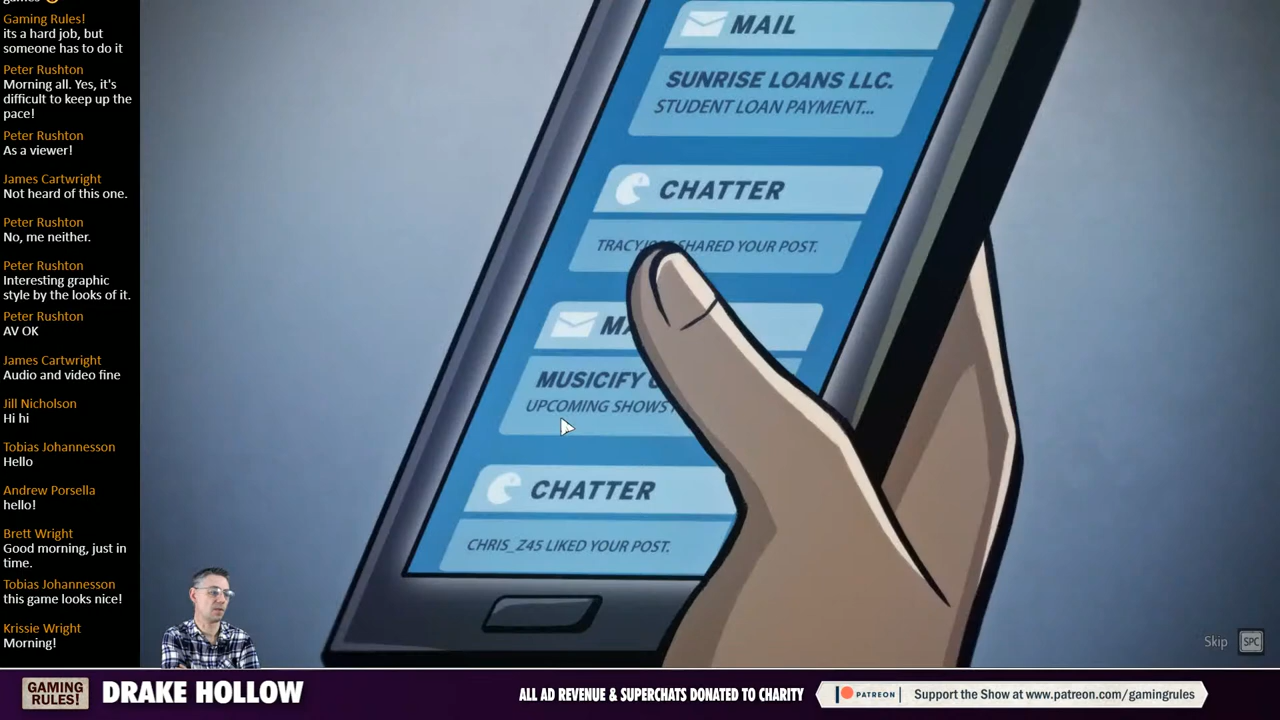 games
Gaming Rules!
its a hard job, but
someone has to do it
Peter Rushton
Morning all. Yes, it's
difficult to keep up the
pace!
Peter Rushton
As a viewer!
James Cartwright
Not heard of this one.
Peter Rushton
No, me neither.
Peter Rushton
Interesting graphic
style by the looks of it.
Peter Rushton
AV OK
James Cartwright
Audio and video fine
Jill Nicholson
Hi hi
Tobias Johannesson
Hello
Andrew Porsella
hello!
Brett Wright
Good morning, just in
time.
Tobias Johannesson
this game looks nice!
Krissie Wright
Morning!
MAIL
SUNRISE LOANS LLC.
STUDENT LOAN PAYMENT...
CHATTER
SHARED YOUR POST.
MUSICIFY
UPCOMING SHOWS
CHATTER
CHRIS_Z45 LIKED YOUR POST.
Skip SPC
GAMING
RULES!
DRAKE HOLLOW
ALL AD REVENUE & SUPERCHATS DONATED TO CHARITY
PATREON
Support the Show at www.patreon.com/gamingrules